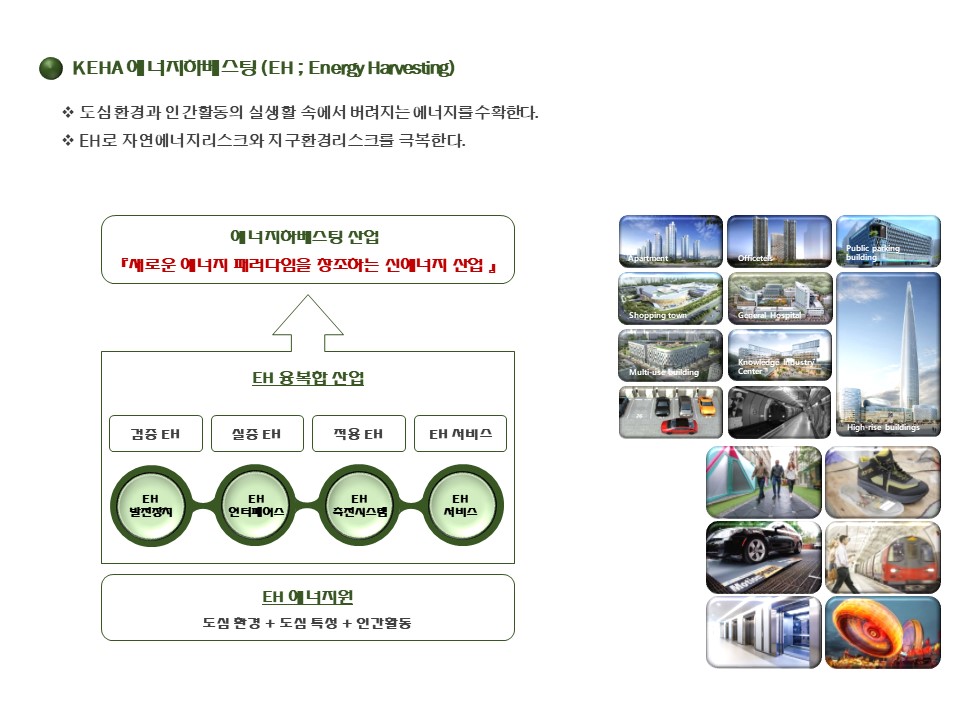 KEHA 에너지하베스팅 (EH ; Energy Harvesting)
❖ 도심환경과 인간활동의 실생활 속에서 버려지는 에너지를 수확한다.
❖ EH로 자연에너지리스크와 지구환경리스크를 극복한다.
에너지하베스팅 산업
『새로운 에너지 패러다임을 창조하는 신에너지 산업 』
EH 융복합 산업
검증 EH
실증 EH
적용 EH
EH 서비스
EH
발전장치
EH
인터페이스
EH
축전시스템
EH
서비스
EH 에너지원
도심 환경 + 도심 특성 + 인간활동
Apartment
Officetels
Public parking
building
Shopping town
General Hospital
Multi-use building
Knowledge Industry
Center
High-rise buildings
Motion